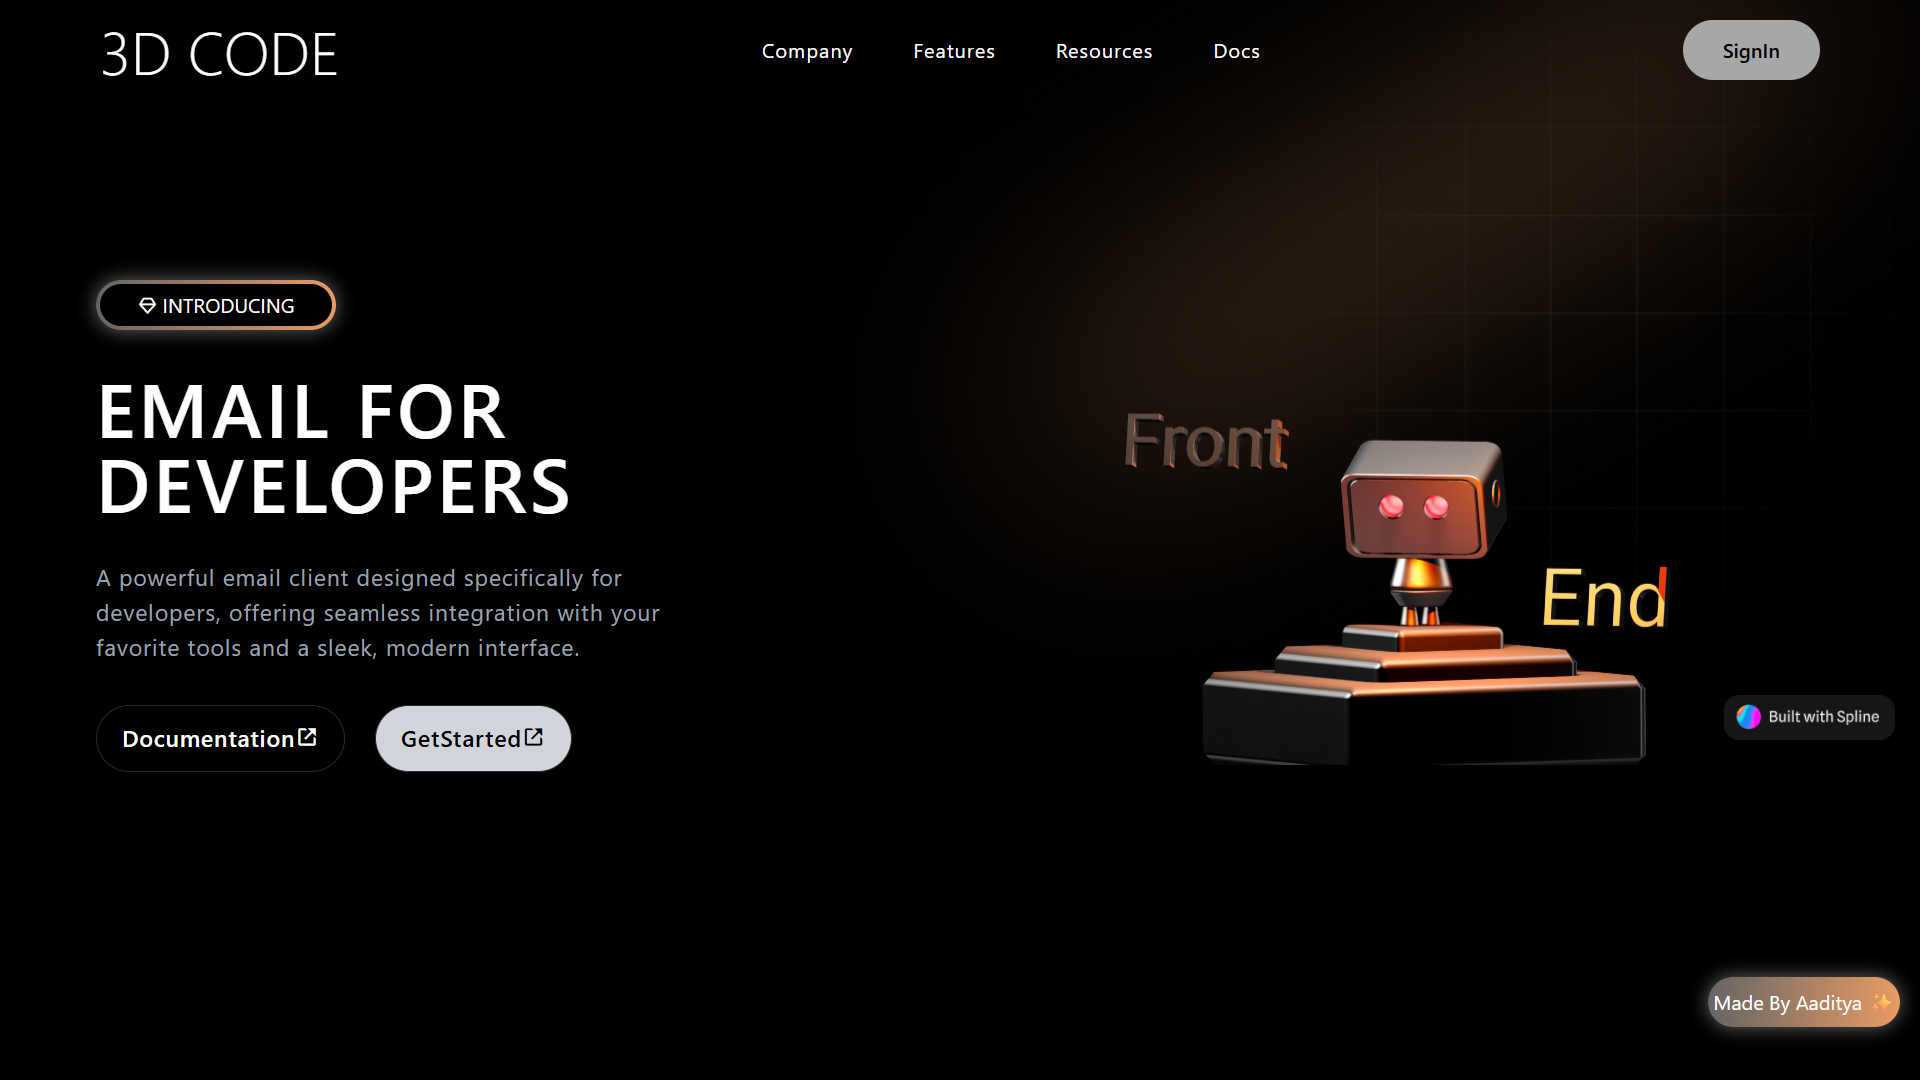 3D CODE
Company
Features
Resources
Docs
SignIn
INTRODUCING
EMAIL FOR
DEVELOPERS
A powerful email client designed specifically for
developers, offering seamless integration with your
favorite tools and a sleek, modern interface.
Documentation
GetStarted
Front
End
Built with Spline
Made By Aaditya ✨